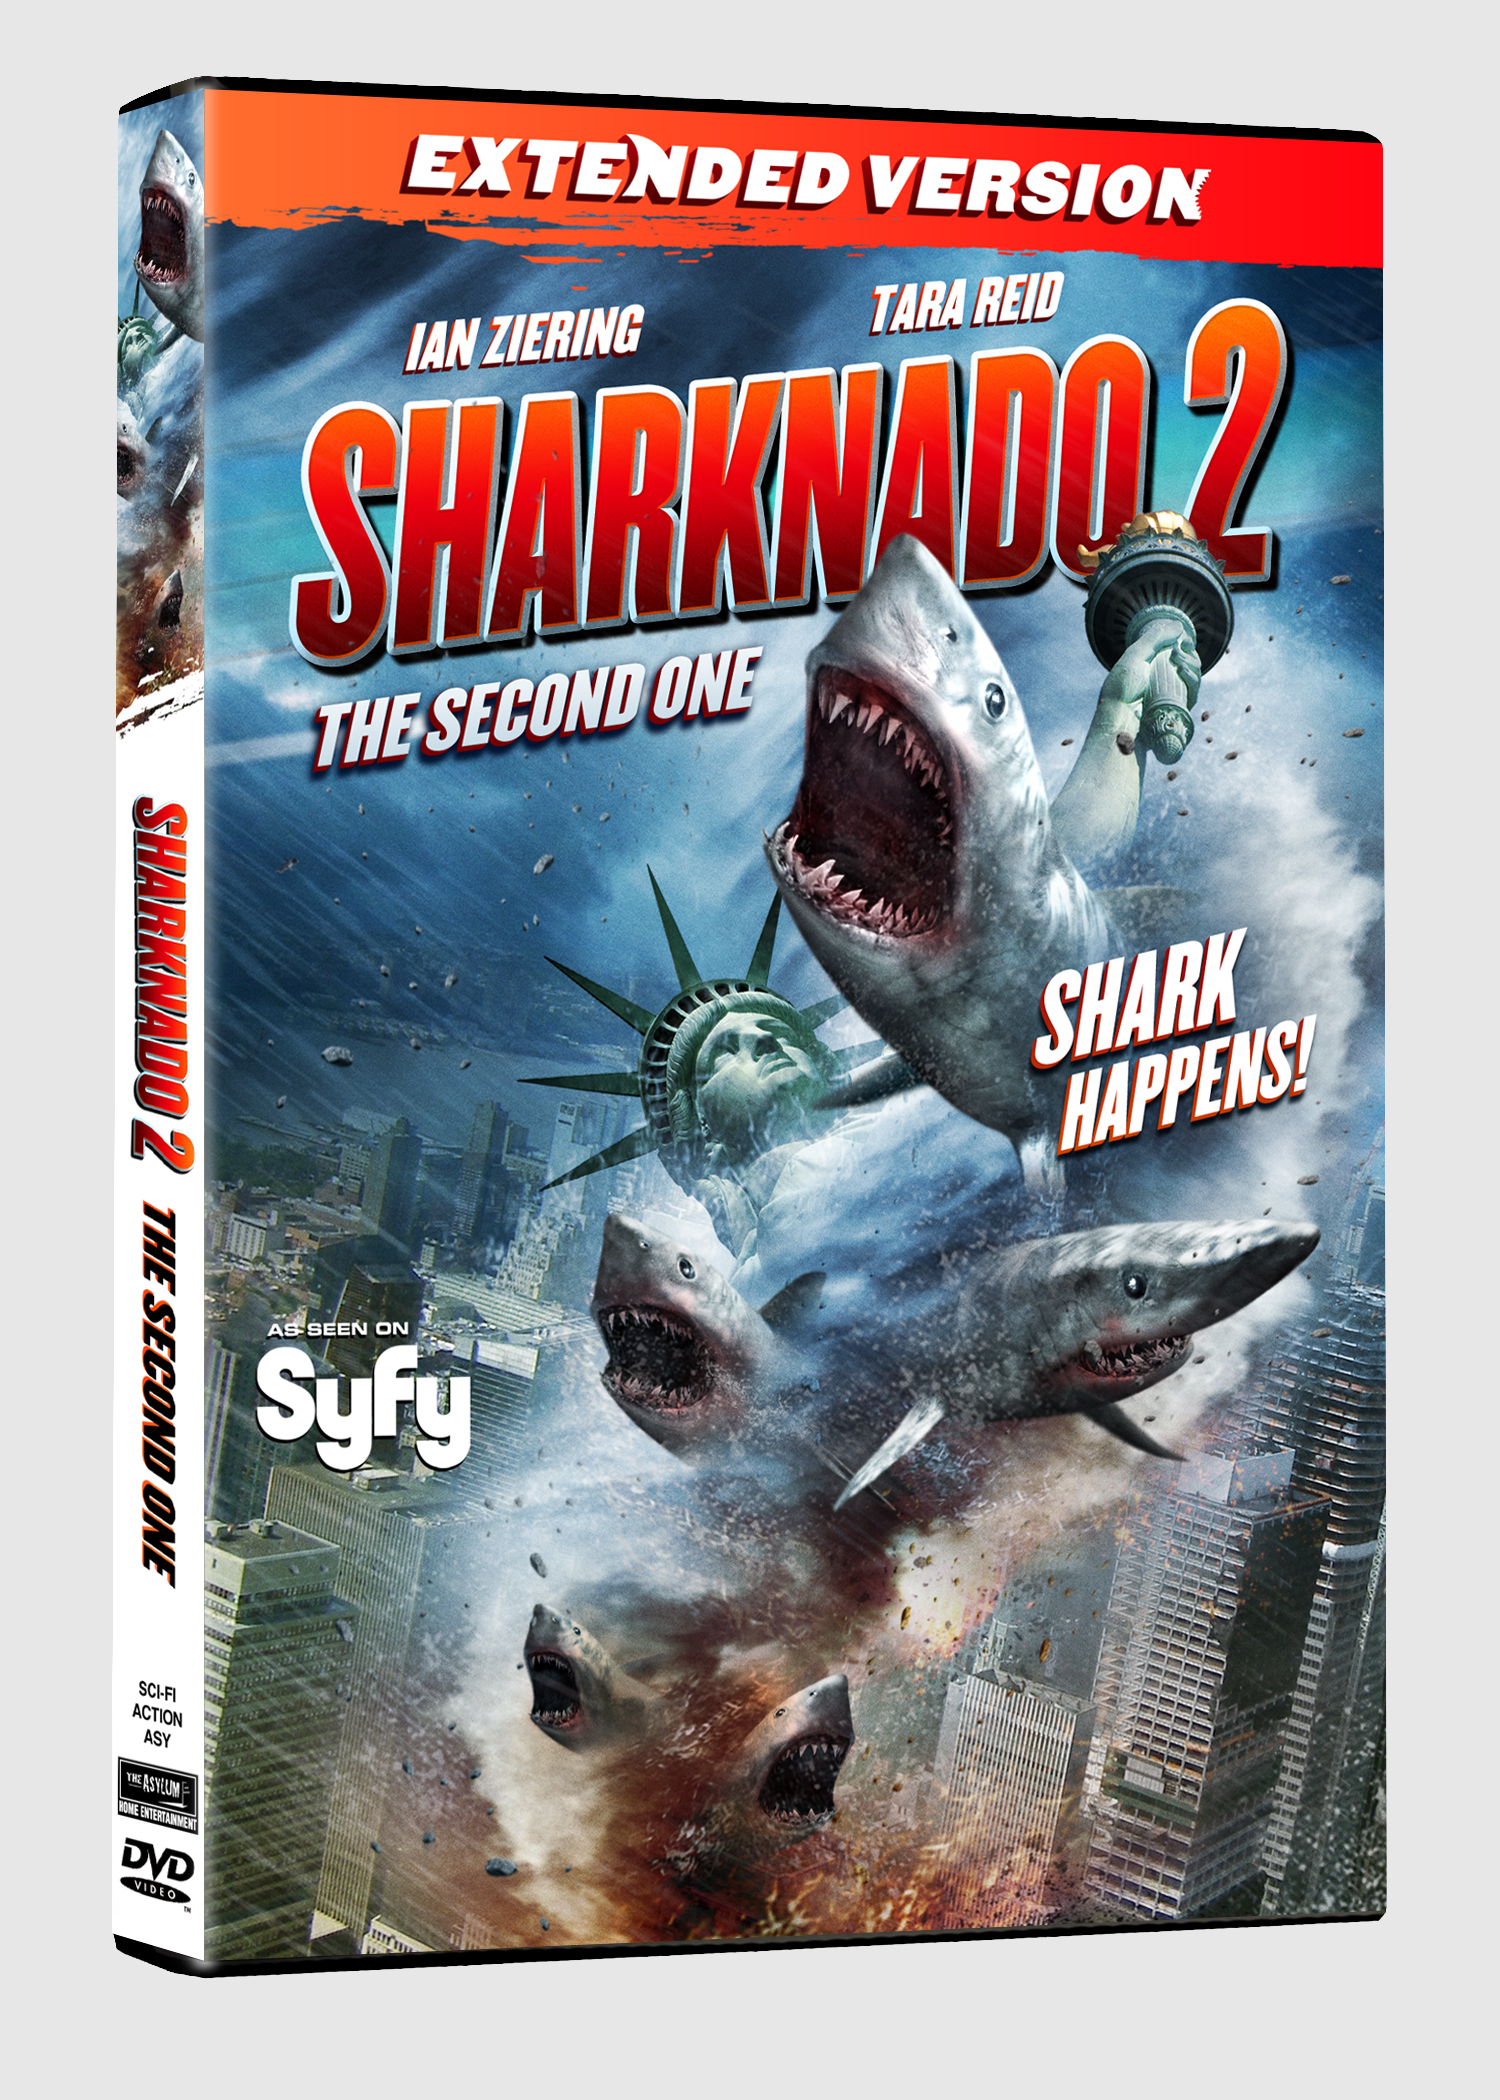 EXTENDED VERSION
IAN ZIERING
TARA REID
SHARKNADO 2
THE SECOND ONE
SHARK
HAPPENS!
AS SEEN ON
Syfy
SHARKNADO 2 THE SECOND ONE
SCI-FI
ACTION
ASY
THE ASYLUM
HOME ENTERTAINMENT
DVD
VIDEO
TM